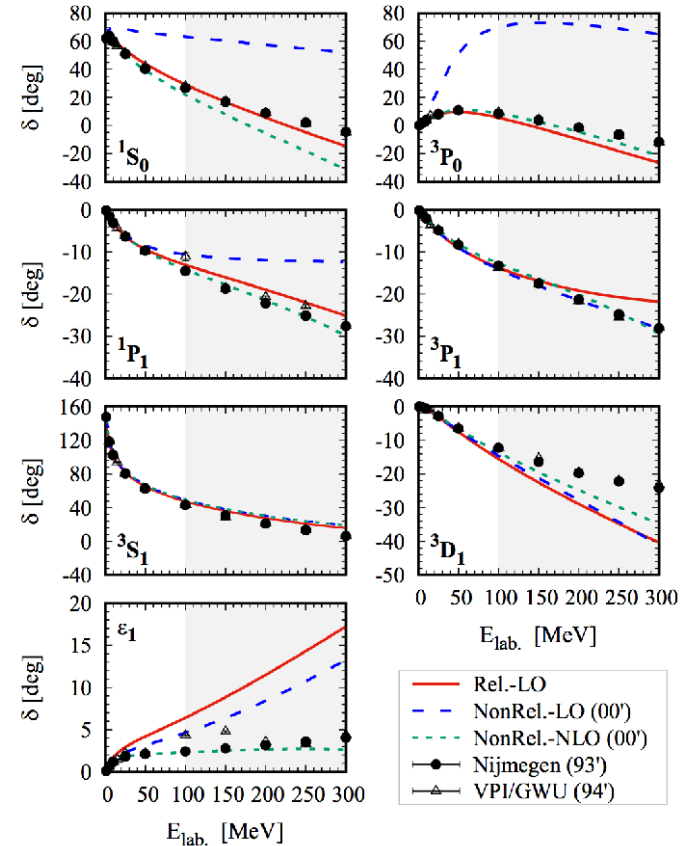 80
60
40
20
0
-20
-40
δ [deg]
¹S₀
80
60
40
20
0
-20
-40
δ [deg]
³P₀
0
-10
-20
-30
-40
δ [deg]
¹P₁
0
-10
-20
-30
-40
δ [deg]
³P₁
160
120
80
40
0
-40
δ [deg]
³S₁
0
-10
-20
-30
-40
-50
δ [deg]
³D₁
0 50 100 150 200 250 300
E_lab. [MeV]
20
15
10
5
0
δ [deg]
ε₁
0 50 100 150 200 250 300
E_lab. [MeV]
Rel.-LO
NonRel.-LO (00')
NonRel.-NLO (00')
Nijmegen (93')
VPI/GWU (94')